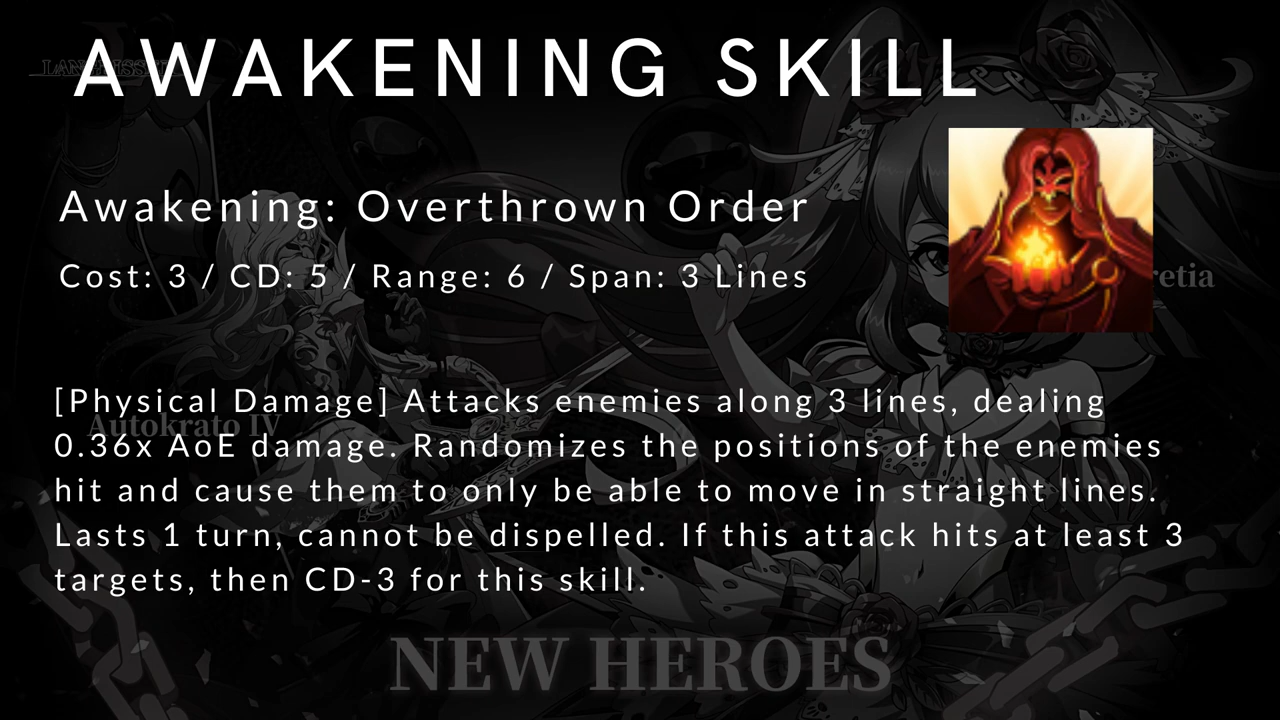 LANGRISSER
AWAKENING SKILL
Awakening: Overthrown Order
Cost: 3 / CD: 5 / Range: 6 / Span: 3 Lines
retia
[Physical Damage] Attacks enemies along 3 lines, dealing
Autokrato IV
0.36x AoE damage. Randomizes the positions of the enemies
hit and cause them to only be able to move in straight lines.
Lasts 1 turn, cannot be dispelled. If this attack hits at least 3
targets, then CD-3 for this skill.
NEW HEROES